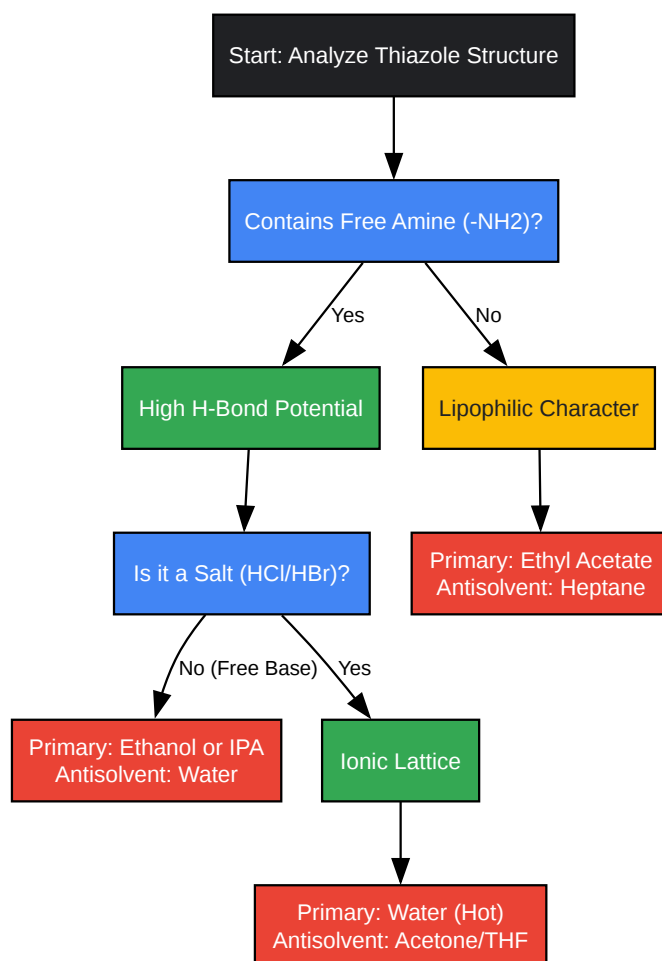 Start: Analyze Thiazole Structure
Contains Free Amine (-NH2)?
Yes
No
High H-Bond Potential
Lipophilic Character
Is it a Salt (HCl/HBr)?
Primary: Ethyl Acetate
Antisolvent: Heptane
No (Free Base)
Yes
Primary: Ethanol or IPA
Antisolvent: Water
Ionic Lattice
Primary: Water (Hot)
Antisolvent: Acetone/THF